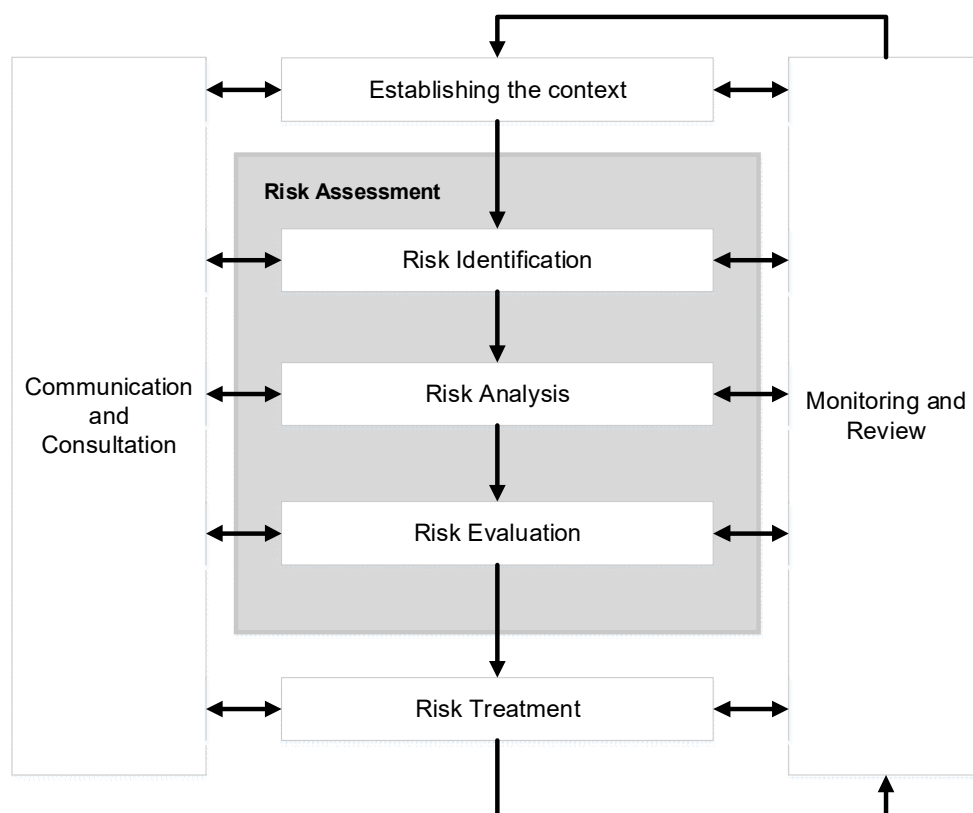 Establishing the context
Risk Assessment
Risk Identification
Risk Analysis
Risk Evaluation
Risk Treatment
Communication
and
Consultation
Monitoring and
Review